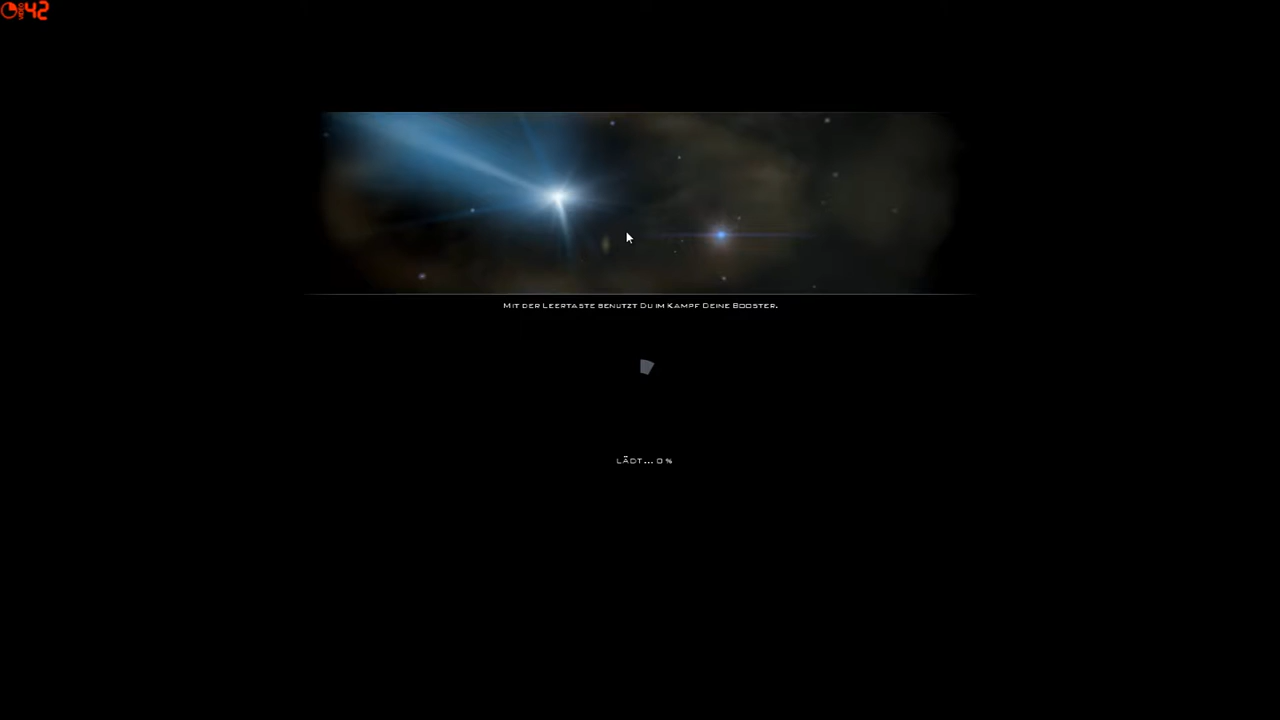 42
MIT DER LEERTASTE BENUTZT DU IM KAMPF DEINE BOOSTER.
LÄDT... 0 %